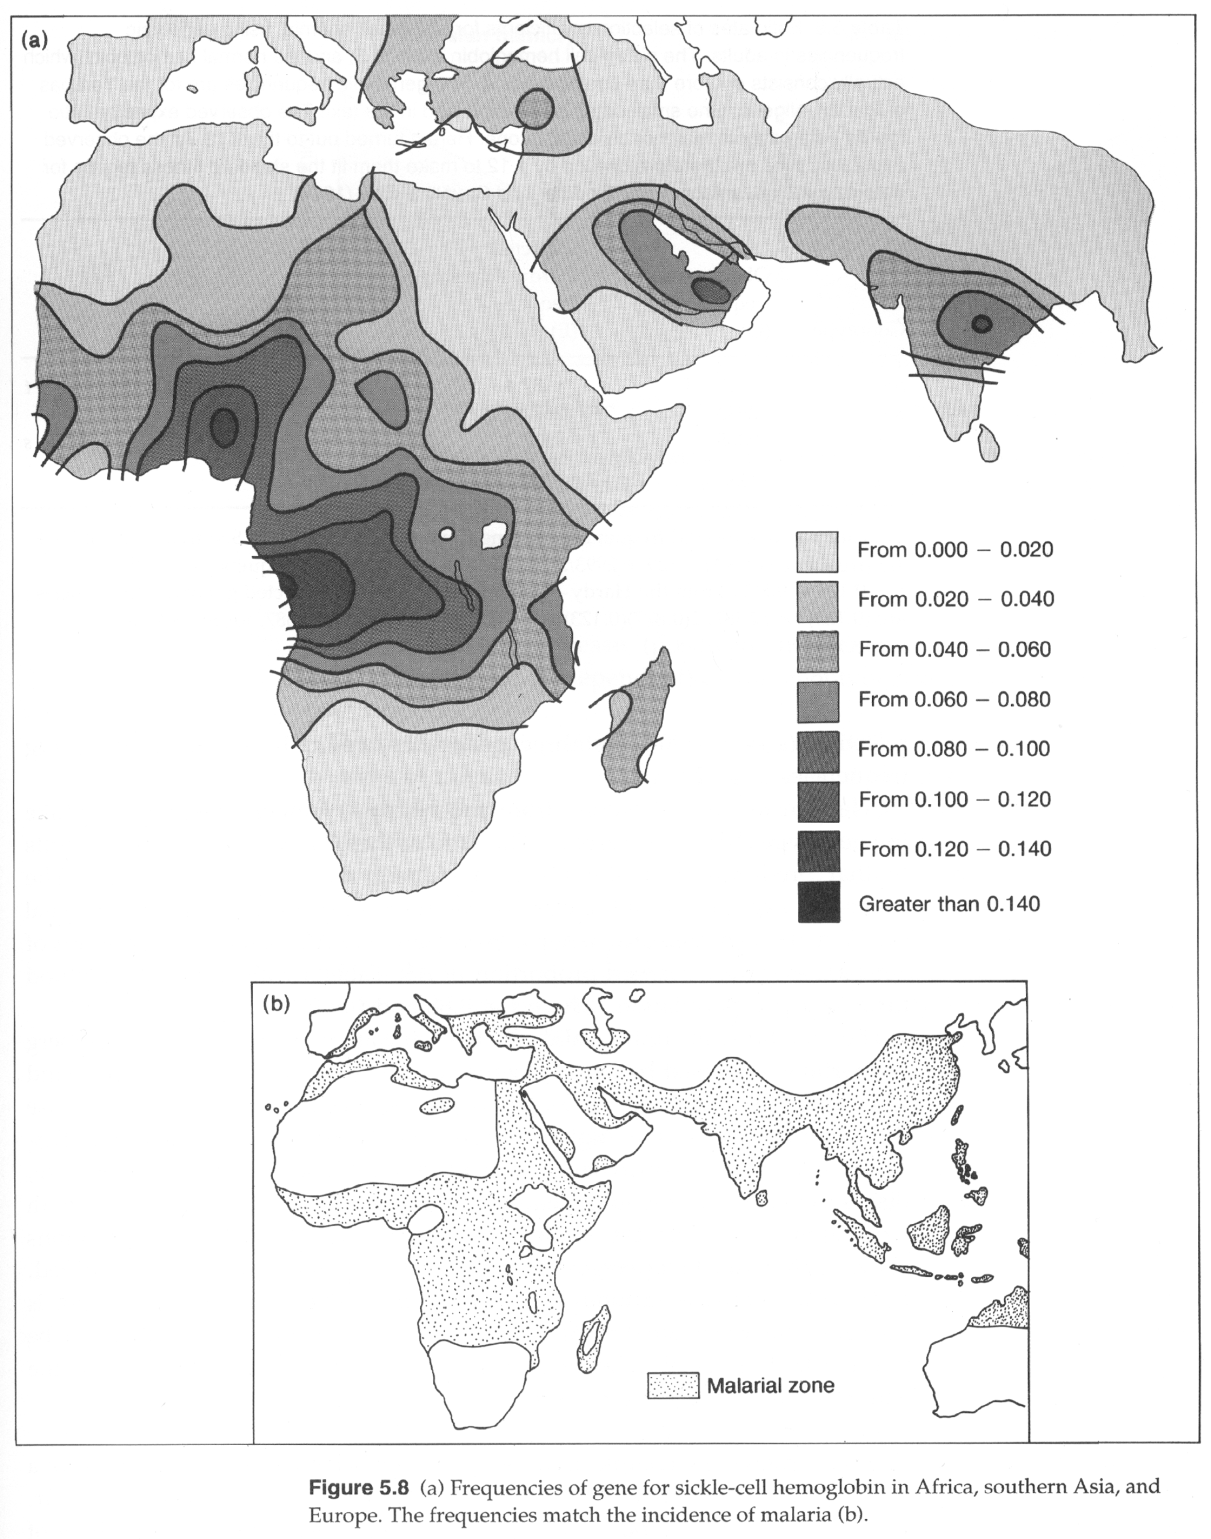 (a)
From 0.000 – 0.020
From 0.020 – 0.040
From 0.040 – 0.060
From 0.060 – 0.080
From 0.080 – 0.100
From 0.100 – 0.120
From 0.120 – 0.140
Greater than 0.140
(b)
Malarial zone
Figure 5.8 (a) Frequencies of gene for sickle-cell hemoglobin in Africa, southern Asia, and
Europe. The frequencies match the incidence of malaria (b).